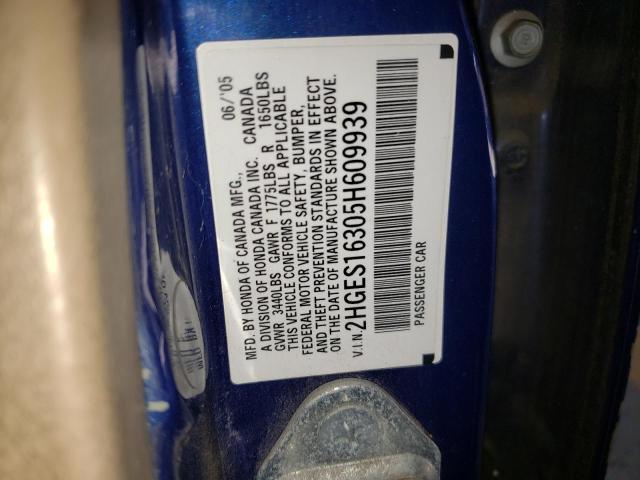 MFD. BY HONDA OF CANADA MFG., 06/'05
A DIVISION OF HONDA CANADA INC. CANADA
GVWR 3440LBS GAWR F 1775LBS R 1650LBS
THIS VEHICLE CONFORMS TO ALL APPLICABLE
FEDERAL MOTOR VEHICLE SAFETY, BUMPER,
AND THEFT PREVENTION STANDARDS IN EFFECT
ON THE DATE OF MANUFACTURE SHOWN ABOVE.
V.I.N. 2HGES16305H609939
PASSENGER CAR